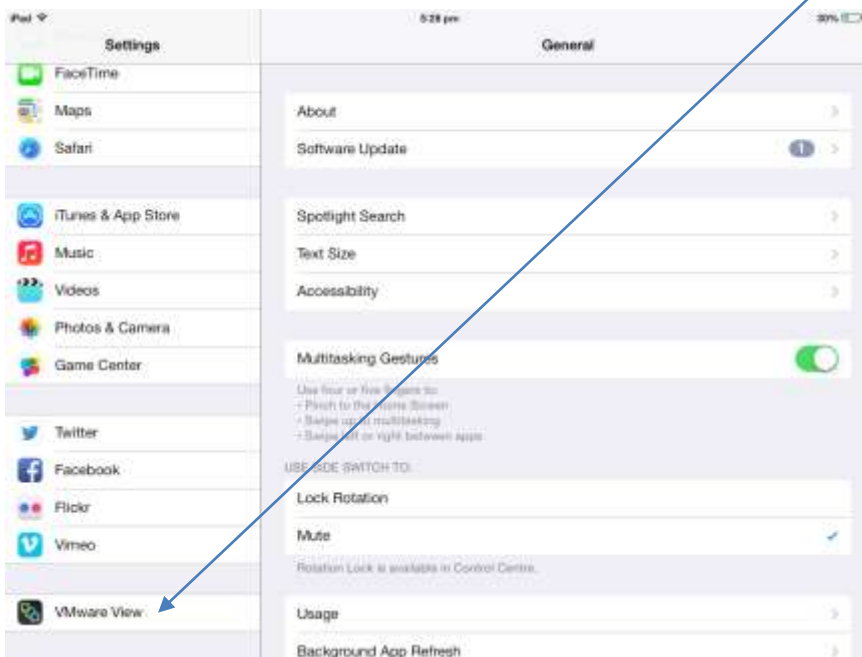 iPad
5:28 pm
30%
Settings
General
FaceTime
Maps
Safari
iTunes & App Store
Music
Videos
Photos & Camera
Game Center
Twitter
Facebook
Flickr
Vimeo
VMware View
About
Software Update
1
Spotlight Search
Text Size
Accessibility
Multitasking Gestures
Use four or five fingers to:
• Pinch to the Home Screen
• Swipe up to multitasking
• Swipe left or right between apps
USE SIDE SWITCH TO:
Lock Rotation
Mute
Rotation Lock is available in Control Centre.
Usage
Background App Refresh